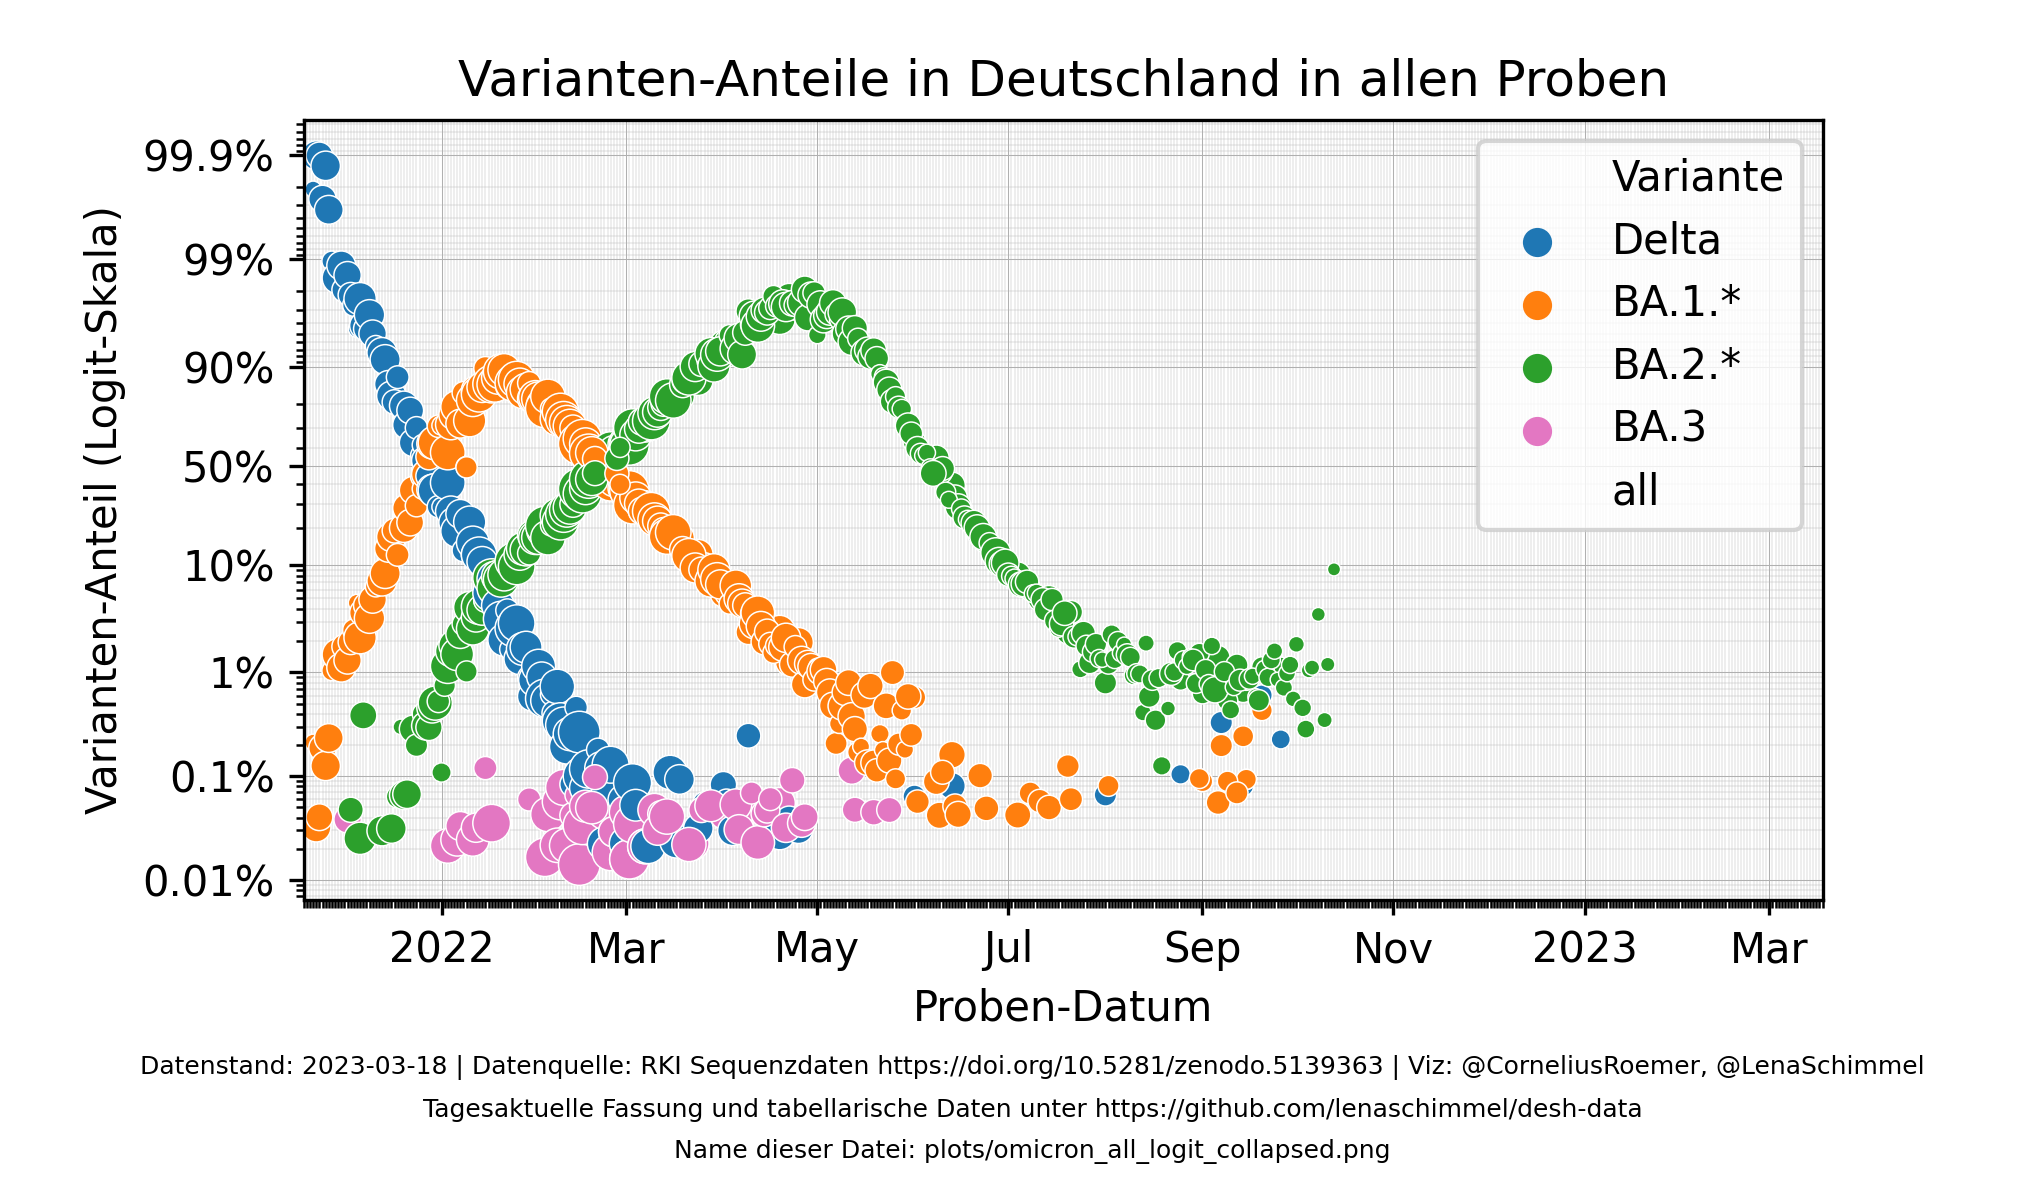 Varianten-Anteile in Deutschland in allen Proben
Varianten-Anteil (Logit-Skala)
99.9%
99%
90%
50%
10%
1%
0.1%
0.01%
Variante
Delta
BA.1.*
BA.2.*
BA.3
all
2022
Mar
May
Jul
Sep
Nov
2023
Mar
Proben-Datum
Datenstand: 2023-03-18 | Datenquelle: RKI Sequenzdaten https://doi.org/10.5281/zenodo.5139363 | Viz: @CorneliusRoemer, @LenaSchimmel
Tagesaktuelle Fassung und tabellarische Daten unter https://github.com/lenaschimmel/desh-data
Name dieser Datei: plots/omicron_all_logit_collapsed.png